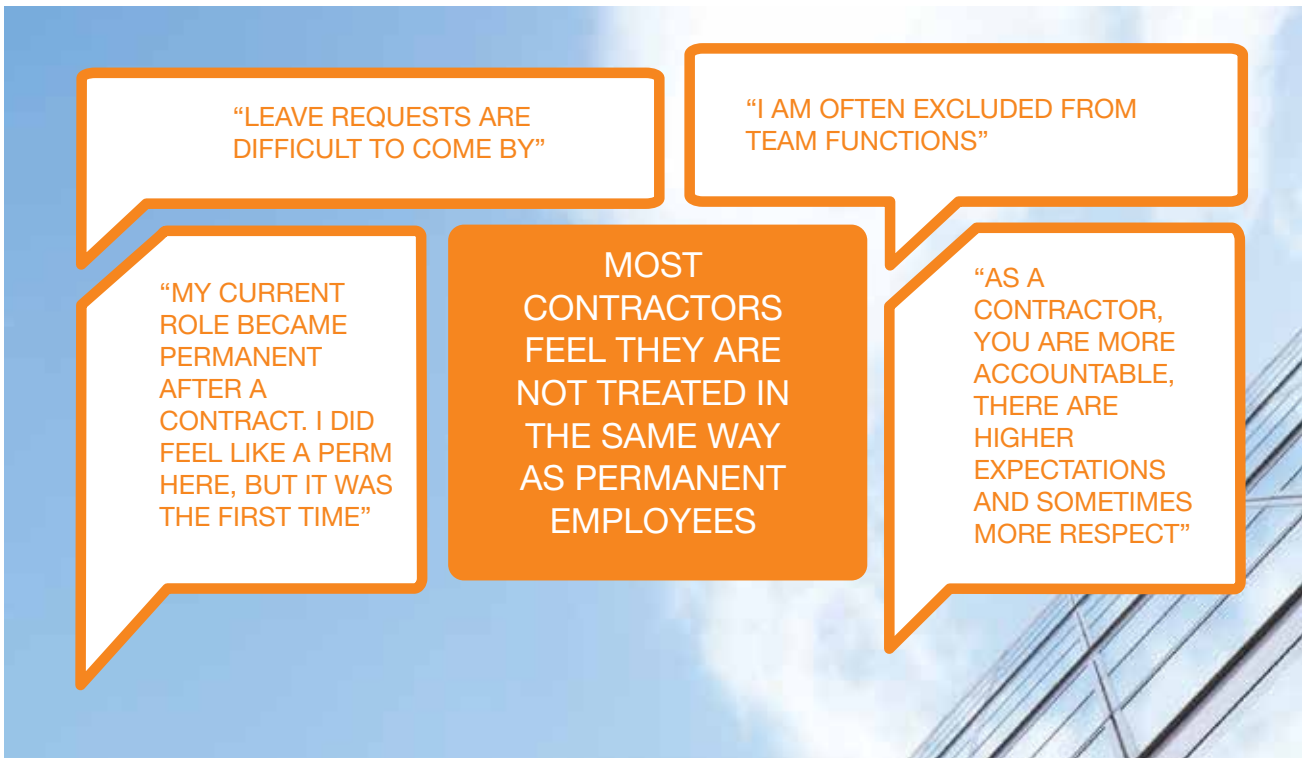 “LEAVE REQUESTS ARE
DIFFICULT TO COME BY”
“I AM OFTEN EXCLUDED FROM
TEAM FUNCTIONS”
“MY CURRENT
ROLE BECAME
PERMANENT
AFTER A
CONTRACT. I DID
FEEL LIKE A PERM
HERE, BUT IT WAS
THE FIRST TIME”
MOST
CONTRACTORS
FEEL THEY ARE
NOT TREATED IN
THE SAME WAY
AS PERMANENT
EMPLOYEES
“AS A
CONTRACTOR,
YOU ARE MORE
ACCOUNTABLE,
THERE ARE
HIGHER
EXPECTATIONS
AND SOMETIMES
MORE RESPECT”